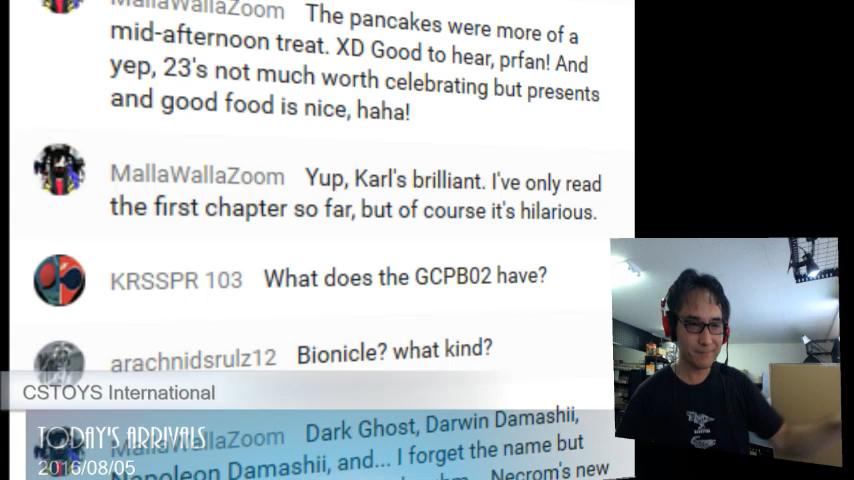 MallaWallaZoom The pancakes were more of a
mid-afternoon treat. XD Good to hear, prfan! And
yep, 23's not much worth celebrating but presents
and good food is nice, haha!
MallaWallaZoom Yup, Karl's brilliant. I've only read
the first chapter so far, but of course it's hilarious.
KRSSPR 103 What does the GCPB02 have?
arachnidsrulz12 Bionicle? what kind?
CSTOYS International
MallaWallaZoom Dark Ghost, Darwin Damashii,
TODAY'S ARRIVALS
Napoleon Damashii, and... I forget the name but
2016/08/05
Necrom's new